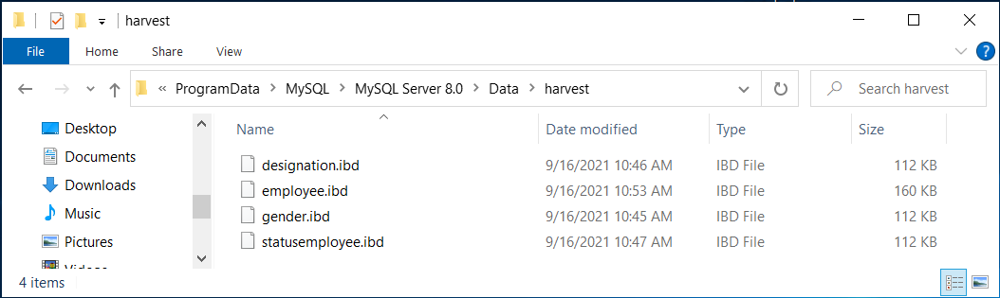 harvest
File Home Share View
« ProgramData MySQL MySQL Server 8.0 Data harvest Search harvest
Desktop
Documents
Downloads
Music
Pictures
Videos
Name Date modified Type Size
designation.ibd 9/16/2021 10:46 AM IBD File 112 KB
employee.ibd 9/16/2021 10:53 AM IBD File 160 KB
gender.ibd 9/16/2021 10:45 AM IBD File 112 KB
statusemployee.ibd 9/16/2021 10:47 AM IBD File 112 KB
4 items